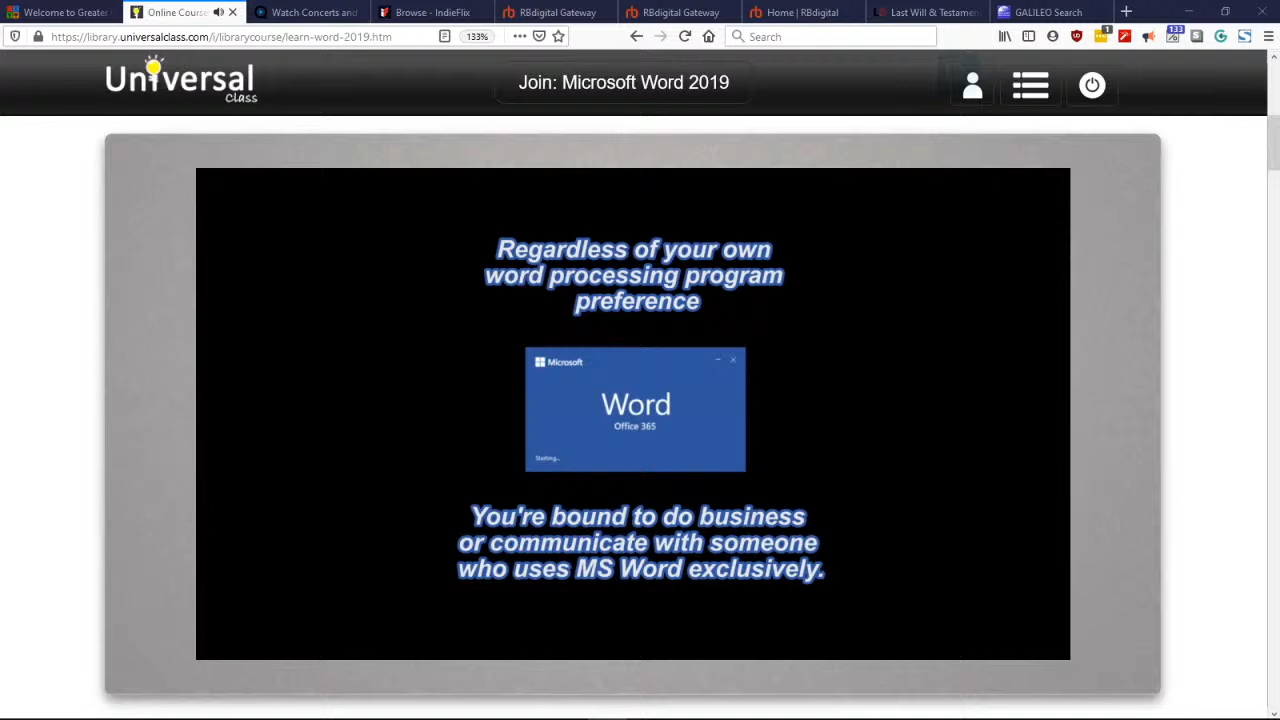 Welcome to Greater
Online Course
Watch Concerts and
Browse - IndieFlix
RBdigital Gateway
RBdigital Gateway
Home | RBdigital
Last Will & Testamen
GALILEO Search
https://library.universalclass.com/i/librarycourse/learn-word-2019.htm
133%
Search
1
133
Universal
Class
Join: Microsoft Word 2019
Regardless of your own
word processing program
preference
Microsoft
Word
Office 365
Starting...
You're bound to do business
or communicate with someone
who uses MS Word exclusively.